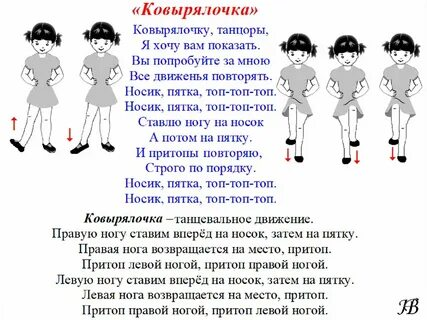 «Ковырялочка»
Ковырялочку, танцоры,
Я хочу вам показать.
Вы попробуйте за мною
Все движенья повторять.
Носик, пятка, топ-топ-топ.
Носик, пятка, топ-топ-топ.
Ставлю ногу на носок
А потом на пятку.
И притопы повторяю,
Строго по порядку.
Носик, пятка, топ-топ-топ.
Носик, пятка, топ-топ-топ.
Ковырялочка –танцевальное движение.
Правую ногу ставим вперёд на носок, затем на пятку.
Правая нога возвращается на место, притоп.
Притоп левой ногой, притоп правой ногой.
Левую ногу ставим вперёд на носок, затем на пятку.
Левая нога возвращается на место, притоп.
Притоп правой ногой, притоп левой ногой.